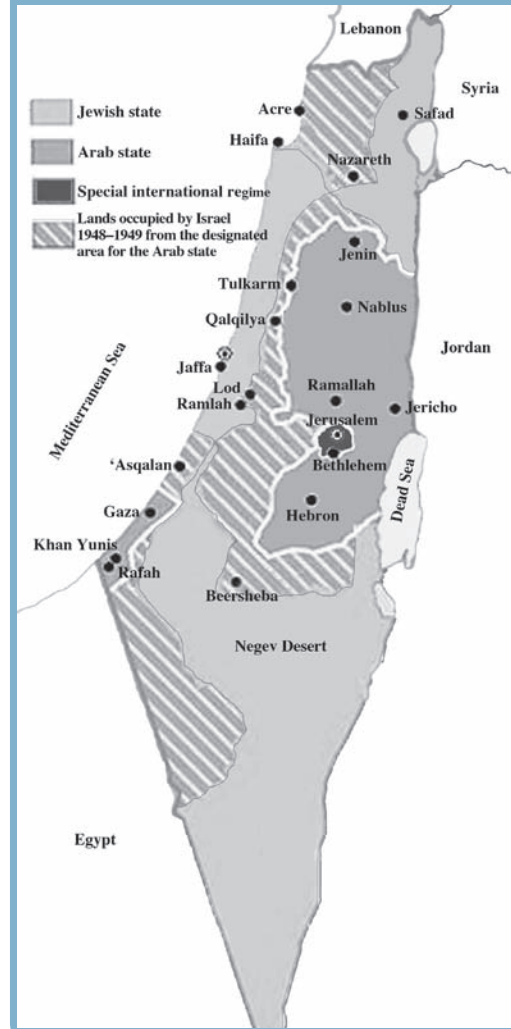 Lebanon
Syria
Jewish state
Arab state
Special international regime
Lands occupied by Israel
1948–1949 from the designated
area for the Arab state
Acre
Safad
Haifa
Nazareth
Jenin
Tulkarm
Nablus
Qalqilya
Mediterranean Sea
Jordan
Jaffa
Lod
Ramallah
Ramlah
Jericho
Jerusalem
‘Asqalan
Bethlehem
Dead Sea
Gaza
Hebron
Khan Yunis
Rafah
Beersheba
Negev Desert
Egypt